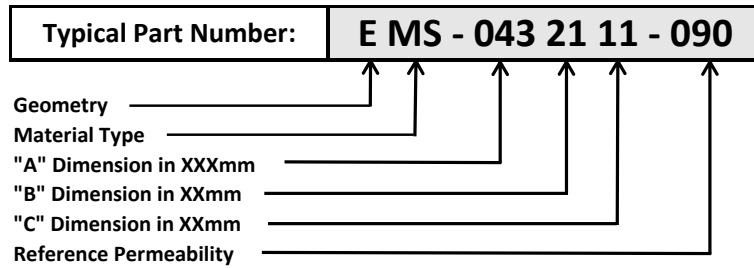 Typical Part Number: E MS - 043 21 11 - 090
Geometry
Material Type
"A" Dimension in XXXmm
"B" Dimension in XXmm
"C" Dimension in XXmm
Reference Permeability